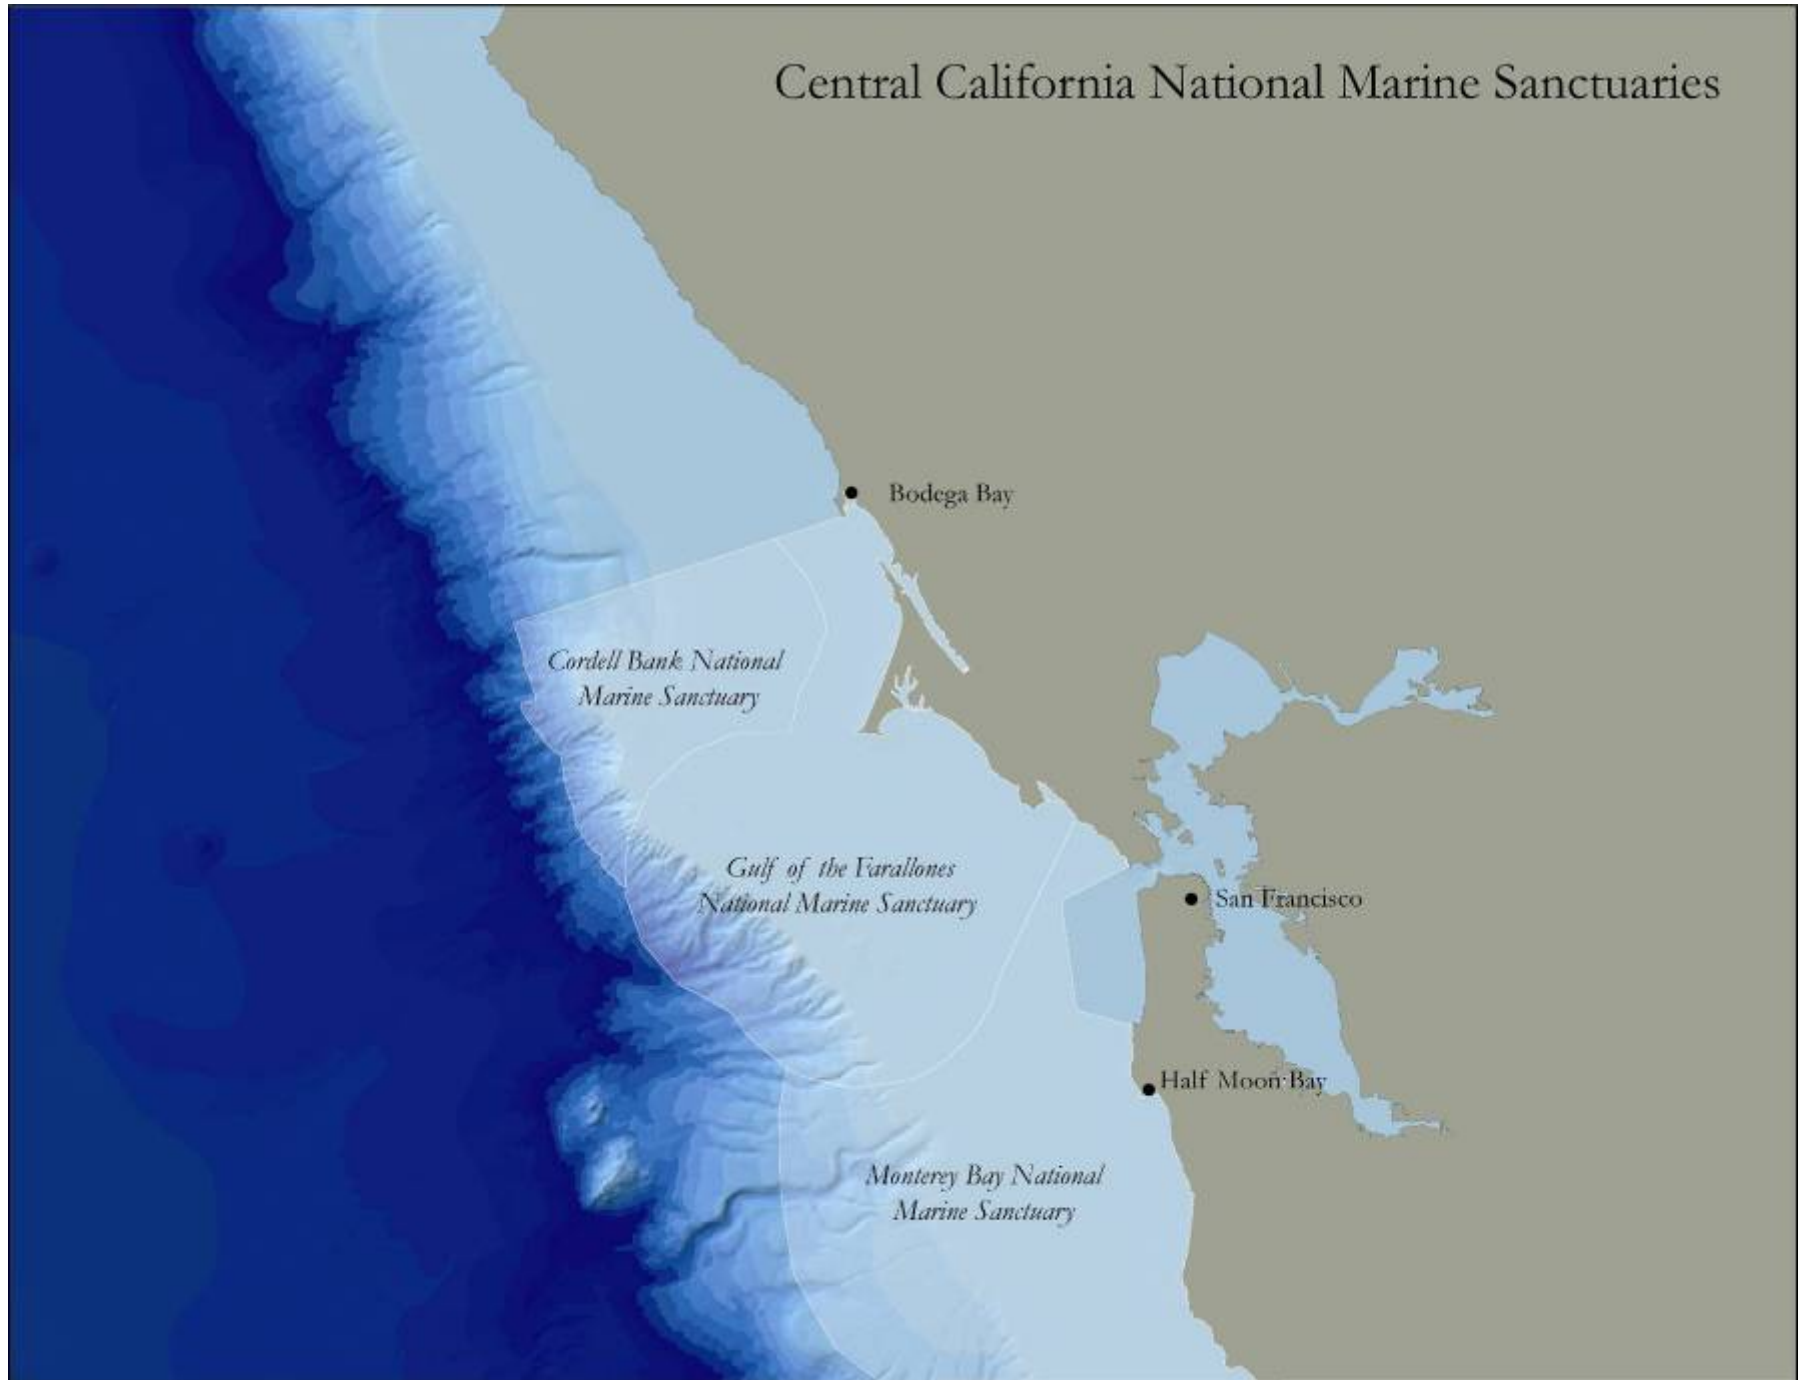 Central California National Marine Sanctuaries
Bodega Bay
Cordell Bank National
Marine Sanctuary
Gulf of the Farallones
National Marine Sanctuary
San Francisco
Half Moon Bay
Monterey Bay National
Marine Sanctuary